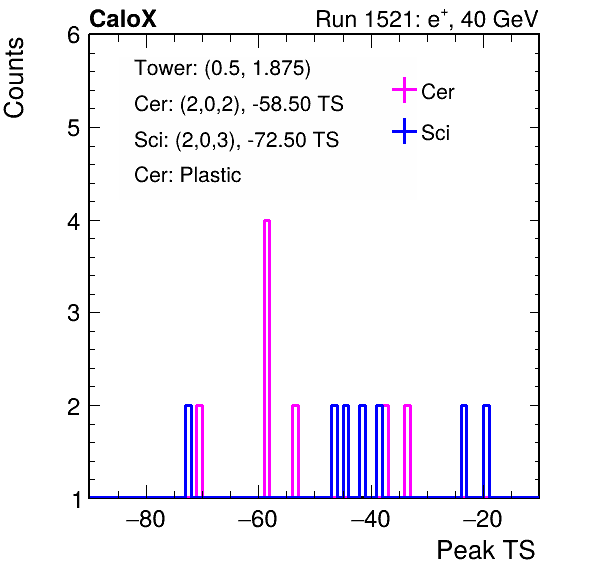 CaloX Run 1521: e⁺, 40 GeV
Counts
6
5
4
3
2
1
Tower: (0.5, 1.875)
Cer: (2,0,2), -58.50 TS
Sci: (2,0,3), -72.50 TS
Cer: Plastic
Cer
Sci
−80 −60 −40 −20
Peak TS